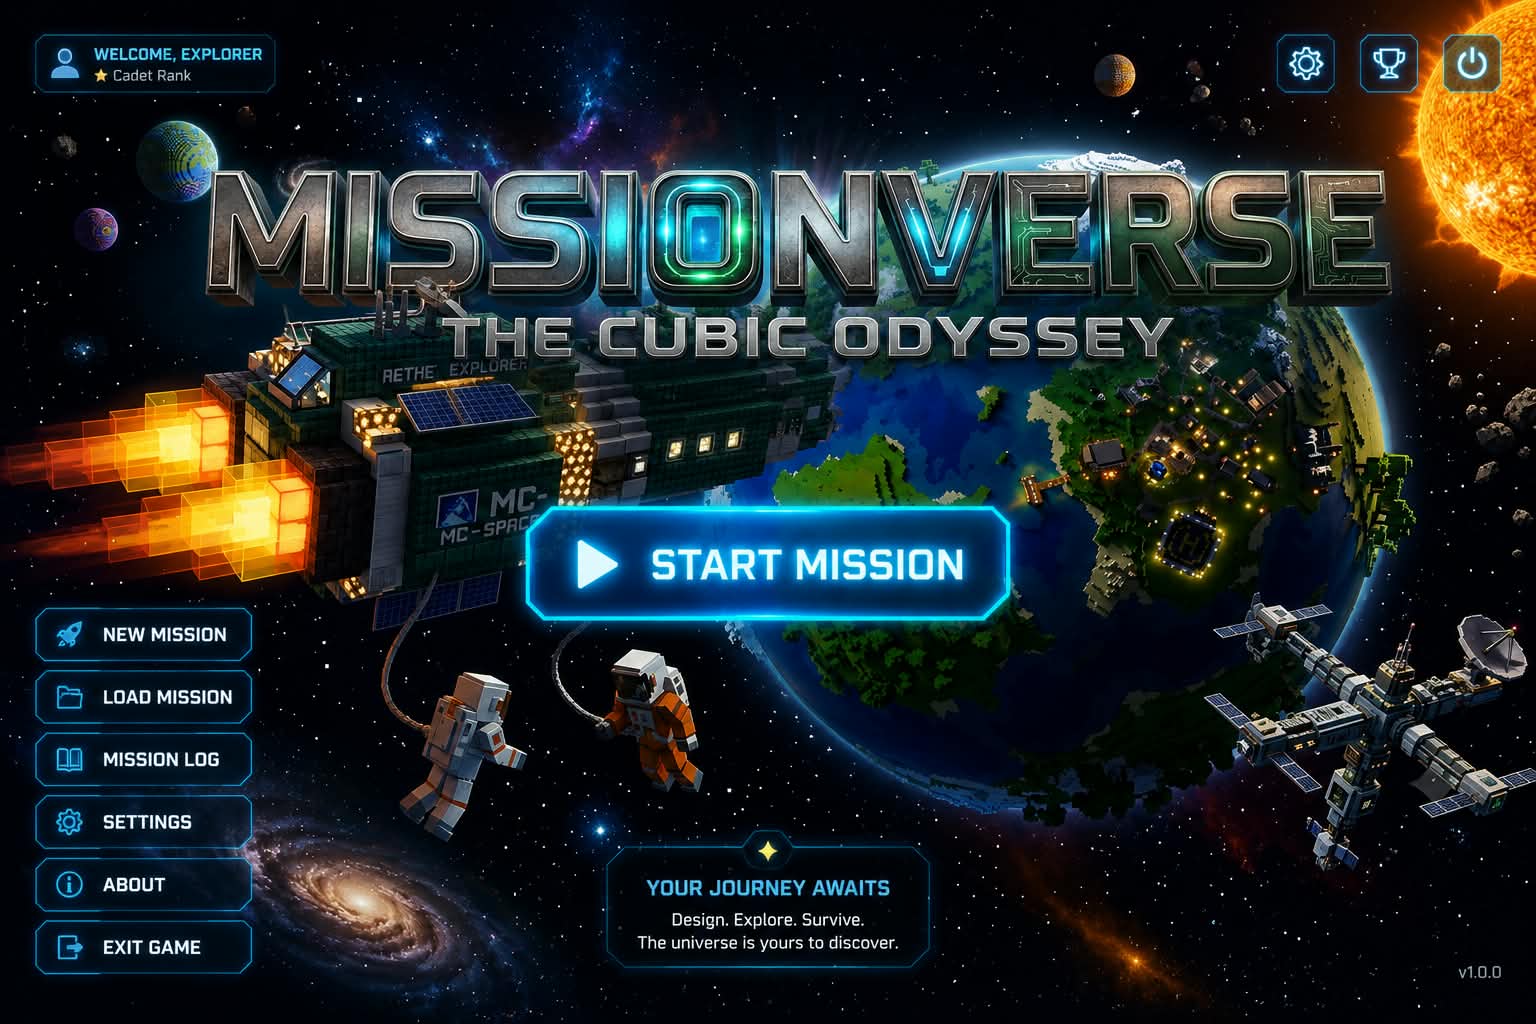 WELCOME, EXPLORER
Cadet Rank
MISSIONVERSE
THE CUBIC ODYSSEY
AETHE EXPLORER
MC-
MC-SPACE
START MISSION
NEW MISSION
LOAD MISSION
MISSION LOG
SETTINGS
ABOUT
EXIT GAME
YOUR JOURNEY AWAITS
Design. Explore. Survive.
The universe is yours to discover.
v1.0.0
H